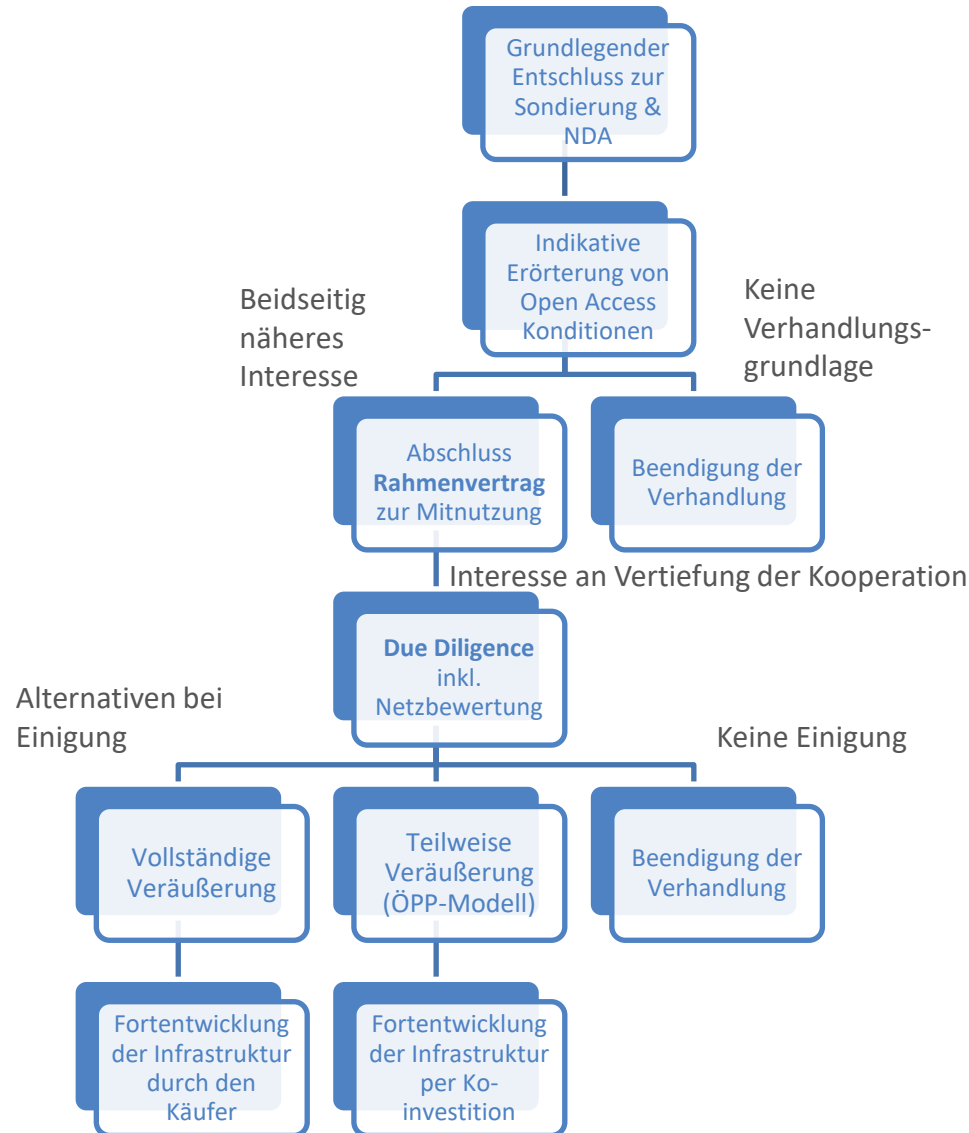 Grundlegender
Entschluss zur
Sondierung &
NDA
Indikative
Erörterung von
Open Access
Konditionen
Beidseitig
näheres
Interesse
Keine
Verhandlungs-
grundlage
Abschluss
Rahmenvertrag
zur Mitnutzung
Beendigung der
Verhandlung
Interesse an Vertiefung der Kooperation
Due Diligence
inkl.
Netzbewertung
Alternativen bei
Einigung
Keine Einigung
Vollständige
Veräußerung
Teilweise
Veräußerung
(ÖPP-Modell)
Beendigung der
Verhandlung
Fortentwicklung
der Infrastruktur
durch den
Käufer
Fortentwicklung
der Infrastruktur
per Ko-
investition